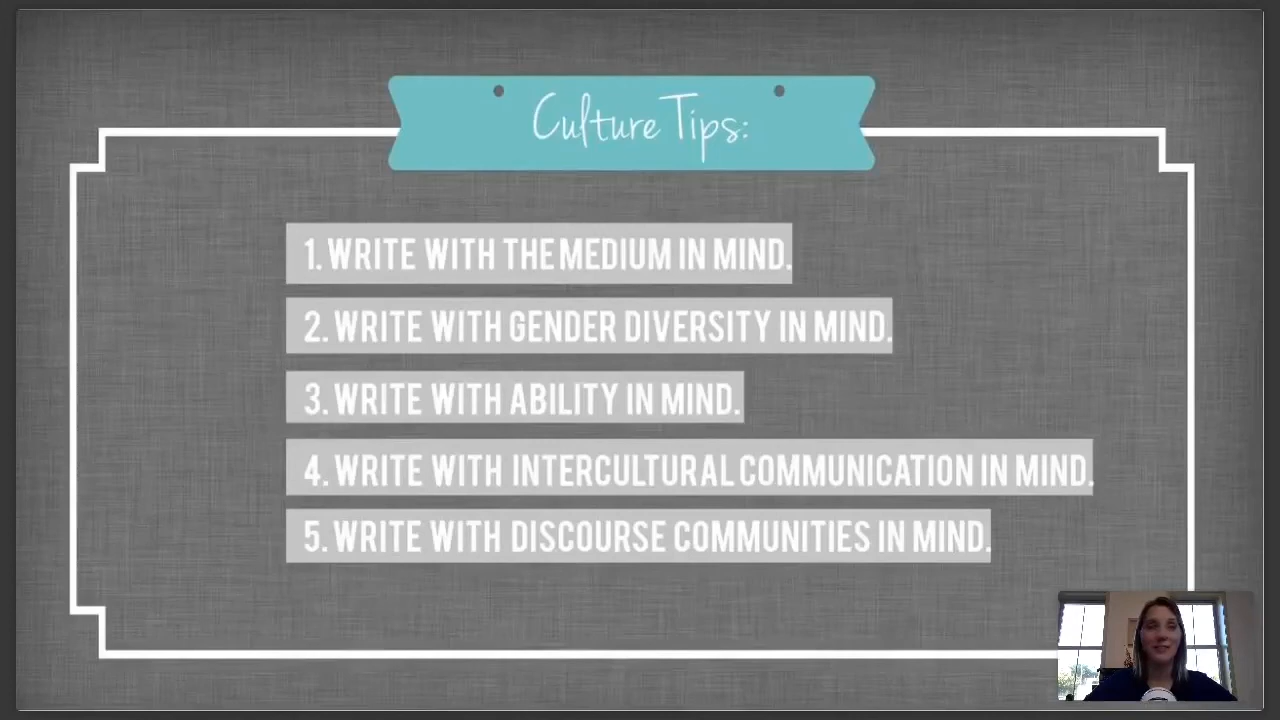 Culture Tips:
1. WRITE WITH THE MEDIUM IN MIND.
2. WRITE WITH GENDER DIVERSITY IN MIND.
3. WRITE WITH ABILITY IN MIND.
4. WRITE WITH INTERCULTURAL COMMUNICATION IN MIND.
5. WRITE WITH DISCOURSE COMMUNITIES IN MIND.